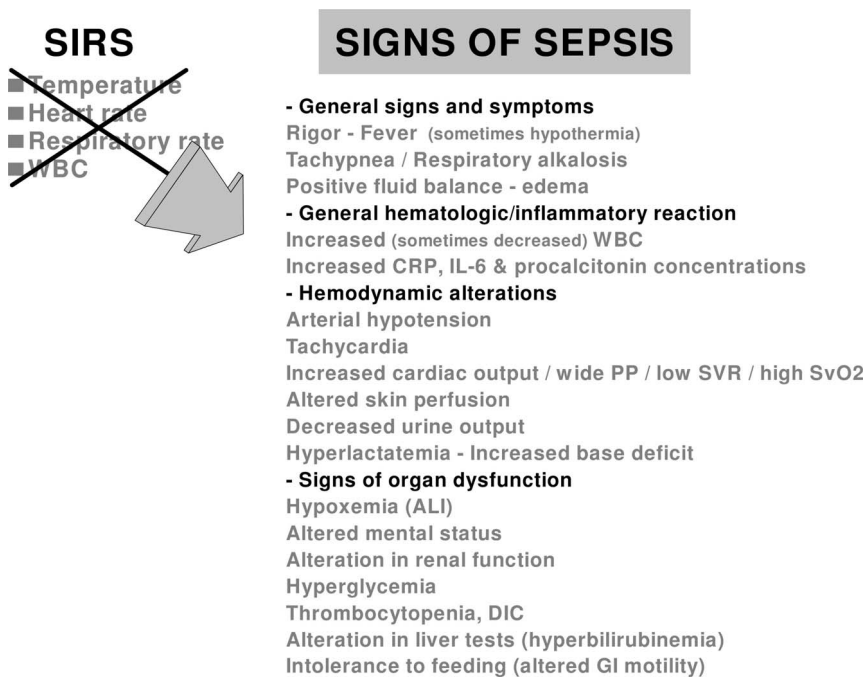 SIRS
■ Temperature
■ Heart rate
■ Respiratory rate
■ WBC
SIGNS OF SEPSIS
- General signs and symptoms
Rigor - Fever (sometimes hypothermia)
Tachypnea / Respiratory alkalosis
Positive fluid balance - edema
- General hematologic/inflammatory reaction
Increased (sometimes decreased) WBC
Increased CRP, IL-6 & procalcitonin concentrations
- Hemodynamic alterations
Arterial hypotension
Tachycardia
Increased cardiac output / wide PP / low SVR / high SvO2
Altered skin perfusion
Decreased urine output
Hyperlactatemia - Increased base deficit
- Signs of organ dysfunction
Hypoxemia (ALI)
Altered mental status
Alteration in renal function
Hyperglycemia
Thrombocytopenia, DIC
Alteration in liver tests (hyperbilirubinemia)
Intolerance to feeding (altered GI motility)